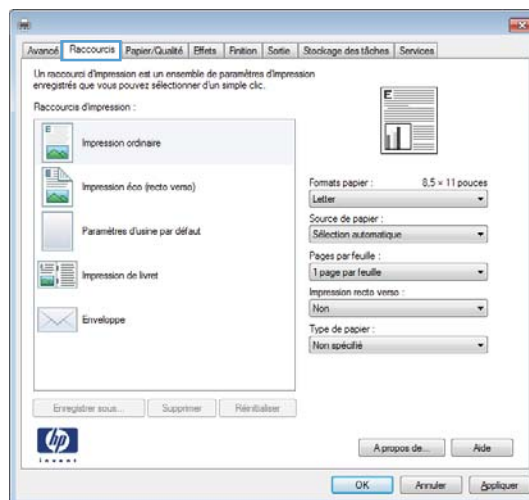 Avancé Raccourcis Papier/Qualité Effets Finition Sortie Stockage des tâches Services
Un raccourci d'impression est un ensemble de paramètres d'impression
enregistrés que vous pouvez sélectionner d'un simple clic.
Raccourcis d'impression :
E
Impression ordinaire
E
Impression éco (recto verso)
Paramètres d'usine par défaut
Impression de livret
Enveloppe
Enregistrer sous... Supprimer Réinitialiser
E
Formats papier : 8,5 × 11 pouces
Letter
Source de papier :
Sélection automatique
Pages par feuille :
1 page par feuille
Impression recto verso :
Non
Type de papier :
Non spécifié
hp
invent
A propos de... Aide
OK Annuler Appliquer